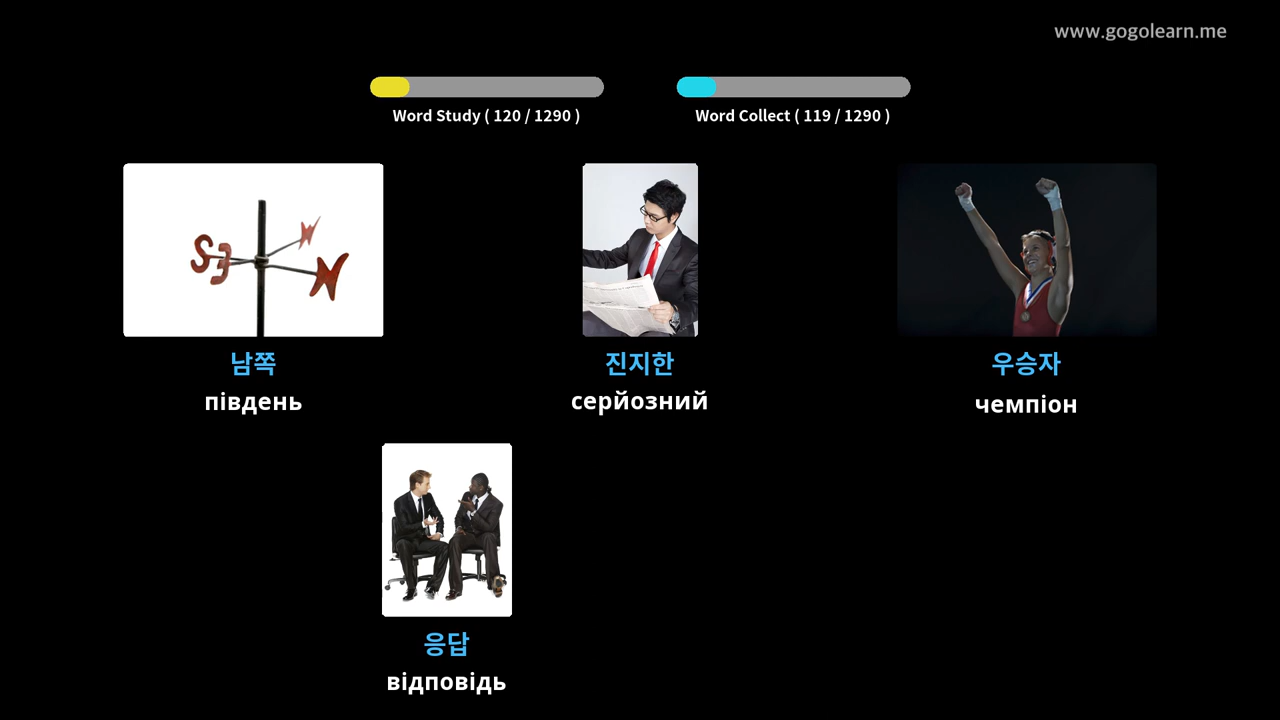 www.gogolearn.me
Word Study ( 120 / 1290 )
Word Collect ( 119 / 1290 )
S E N W
남쪽
південь
진지한
серйозний
우승자
чемпіон
응답
відповідь